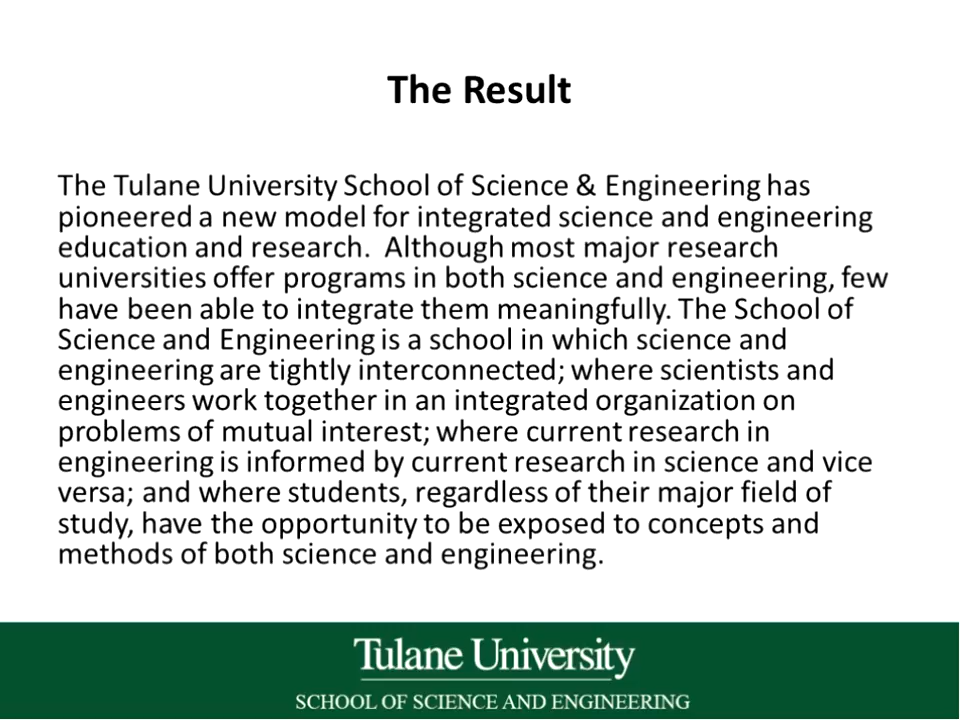 The Result
The Tulane University School of Science & Engineering has
pioneered a new model for integrated science and engineering
education and research.  Although most major research
universities offer programs in both science and engineering, few
have been able to integrate them meaningfully. The School of
Science and Engineering is a school in which science and
engineering are tightly interconnected; where scientists and
engineers work together in an integrated organization on
problems of mutual interest; where current research in
engineering is informed by current research in science and vice
versa; and where students, regardless of their major field of
study, have the opportunity to be exposed to concepts and
methods of both science and engineering.
Tulane University
SCHOOL OF SCIENCE AND ENGINEERING